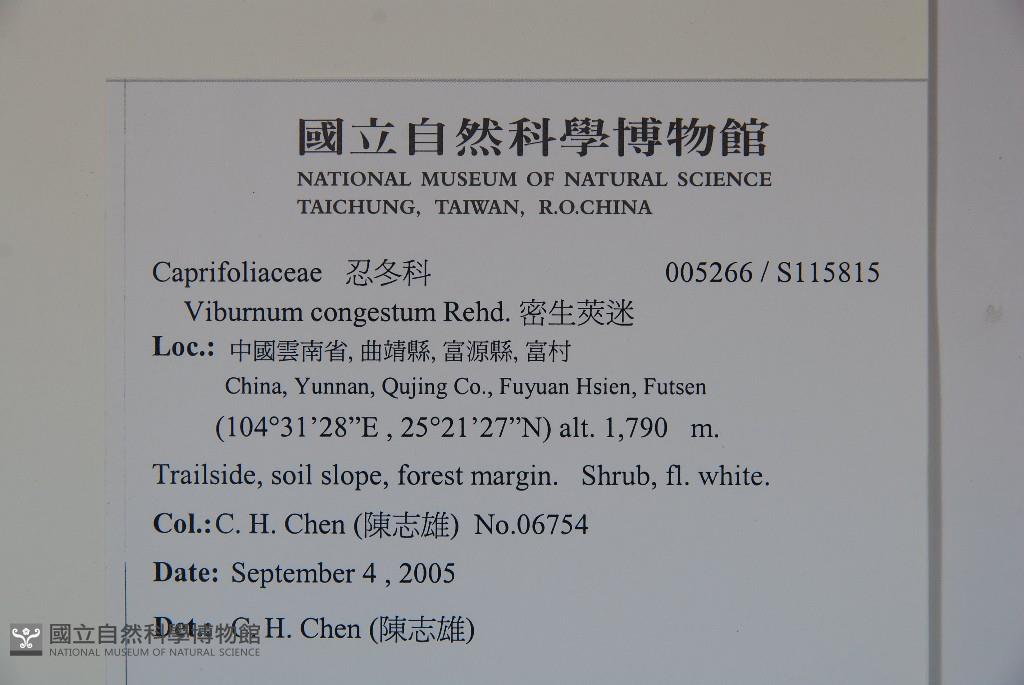 國立自然科學博物館
NATIONAL MUSEUM OF NATURAL SCIENCE
TAICHUNG, TAIWAN, R.O.CHINA
Caprifoliaceae 忍冬科 005266 / S115815
Viburnum congestum Rehd. 密生莢迷
Loc.: 中國雲南省, 曲靖縣, 富源縣, 富村
China, Yunnan, Qujing Co., Fuyuan Hsien, Futsen
(104°31’28”E , 25°21’27”N) alt. 1,790 m.
Trailside, soil slope, forest margin. Shrub, fl. white.
Col.: C. H. Chen (陳志雄) No.06754
Date: September 4 , 2005
Det.: C. H. Chen (陳志雄)
國立自然科學博物館
NATIONAL MUSEUM OF NATURAL SCIENCE